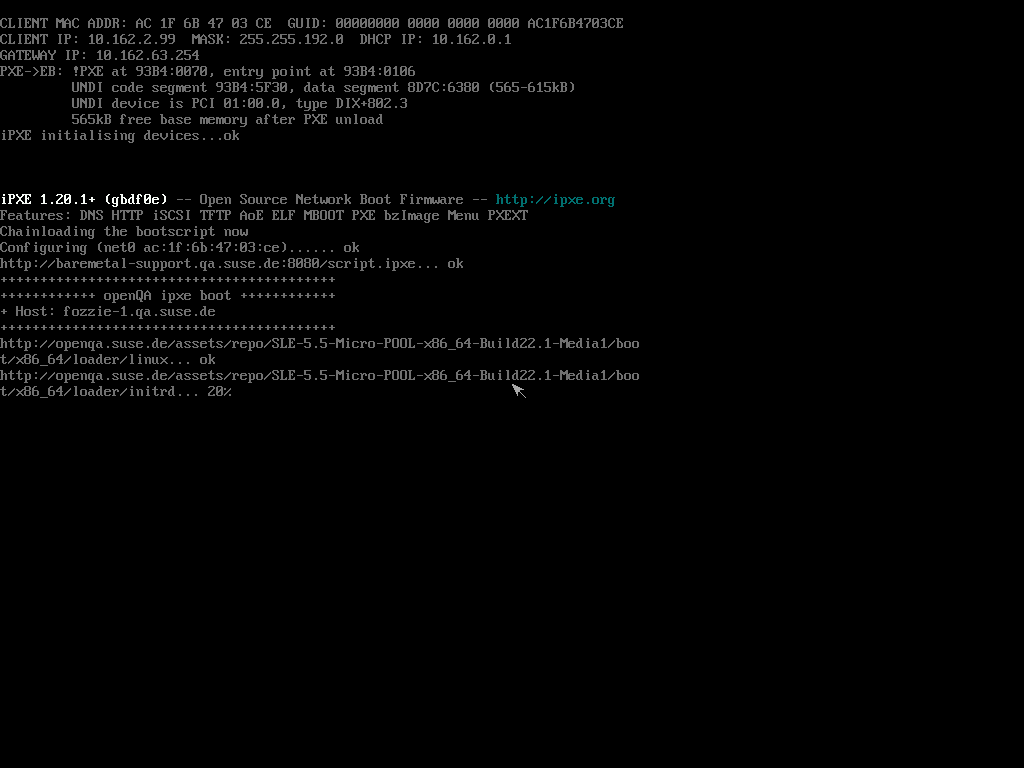 CLIENT MAC ADDR: AC 1F 6B 47 03 CE  GUID: 00000000 0000 0000 0000 AC1F6B4703CE
CLIENT IP: 10.162.2.99  MASK: 255.255.192.0  DHCP IP: 10.162.0.1
GATEWAY IP: 10.162.63.254
PXE->EB: !PXE at 93B4:0070, entry point at 93B4:0106
         UNDI code segment 93B4:5F30, data segment 8D7C:6380 (565-615kB)
         UNDI device is PCI 01:00.0, type DIX+802.3
         565kB free base memory after PXE unload
iPXE initialising devices...ok
iPXE 1.20.1+ (gbdf0e) -- Open Source Network Boot Firmware -- http://ipxe.org
Features: DNS HTTP iSCSI TFTP AoE ELF MBOOT PXE bzImage Menu PXEXT
Chainloading the bootscript now
Configuring (net0 ac:1f:6b:47:03:ce)...... ok
http://baremetal-support.qa.suse.de:8080/script.ipxe... ok
++++++++++++++++++++++++++++++++++++++++++
++++++++++++ openQA ipxe boot ++++++++++++
+ Host: fozzie-1.qa.suse.de
++++++++++++++++++++++++++++++++++++++++++
http://openqa.suse.de/assets/repo/SLE-5.5-Micro-POOL-x86_64-Build22.1-Media1/boo
t/x86_64/loader/linux... ok
http://openqa.suse.de/assets/repo/SLE-5.5-Micro-POOL-x86_64-Build22.1-Media1/boo
t/x86_64/loader/initrd... 20%